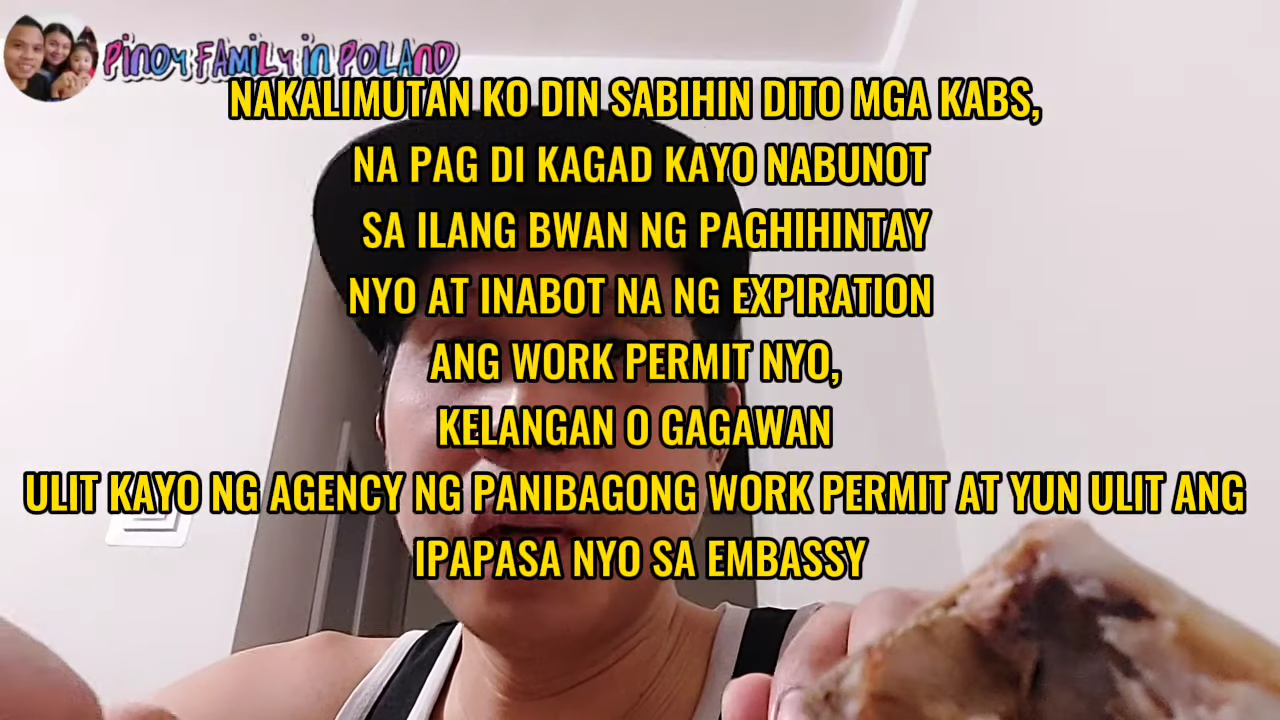 PINOY FAMILY IN POLAND
NAKALIMUTAN KO DIN SABIHIN DITO MGA KABS,
NA PAG DI KAGAD KAYO NABUNOT
SA ILANG BWAN NG PAGHIHINTAY
NYO AT INABOT NA NG EXPIRATION
ANG WORK PERMIT NYO,
KELANGAN O GAGAWAN
ULIT KAYO NG AGENCY NG PANIBAGONG WORK PERMIT AT YUN ULIT ANG
IPAPASA NYO SA EMBASSY